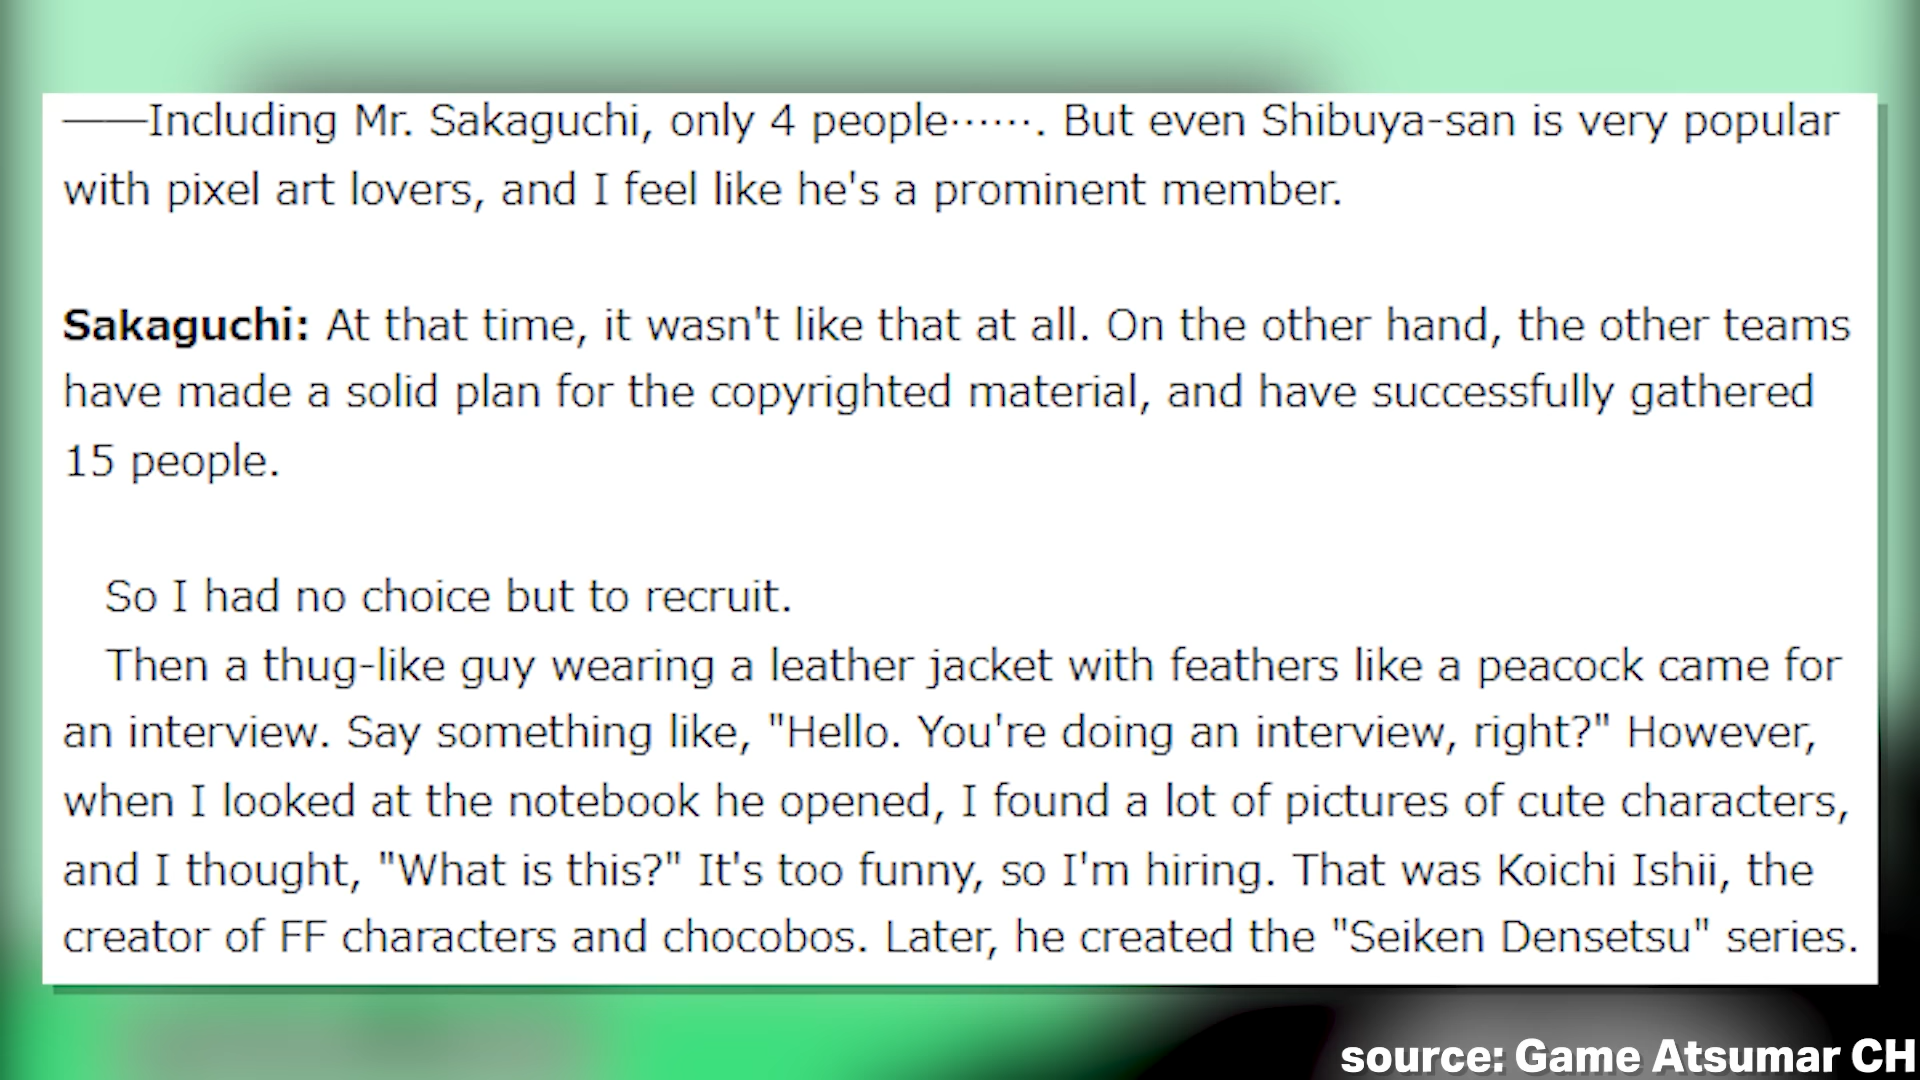 ——Including Mr. Sakaguchi, only 4 people⋯⋯. But even Shibuya-san is very popular
with pixel art lovers, and I feel like he's a prominent member.
Sakaguchi: At that time, it wasn't like that at all. On the other hand, the other teams
have made a solid plan for the copyrighted material, and have successfully gathered
15 people.
So I had no choice but to recruit.
Then a thug-like guy wearing a leather jacket with feathers like a peacock came for
an interview. Say something like, "Hello. You're doing an interview, right?" However,
when I looked at the notebook he opened, I found a lot of pictures of cute characters,
and I thought, "What is this?" It's too funny, so I'm hiring. That was Koichi Ishii, the
creator of FF characters and chocobos. Later, he created the "Seiken Densetsu" series.
source: Game Atsumar CH